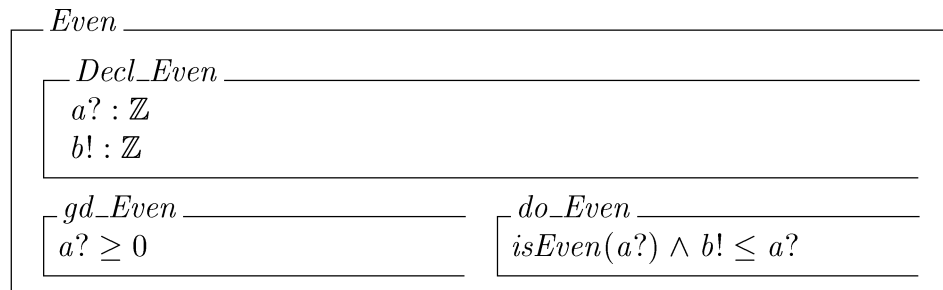 Even
Decl_Even
a? : ℤ
b! : ℤ
gd_Even
a? ≥ 0
do_Even
isEven(a?) ∧ b! ≤ a?